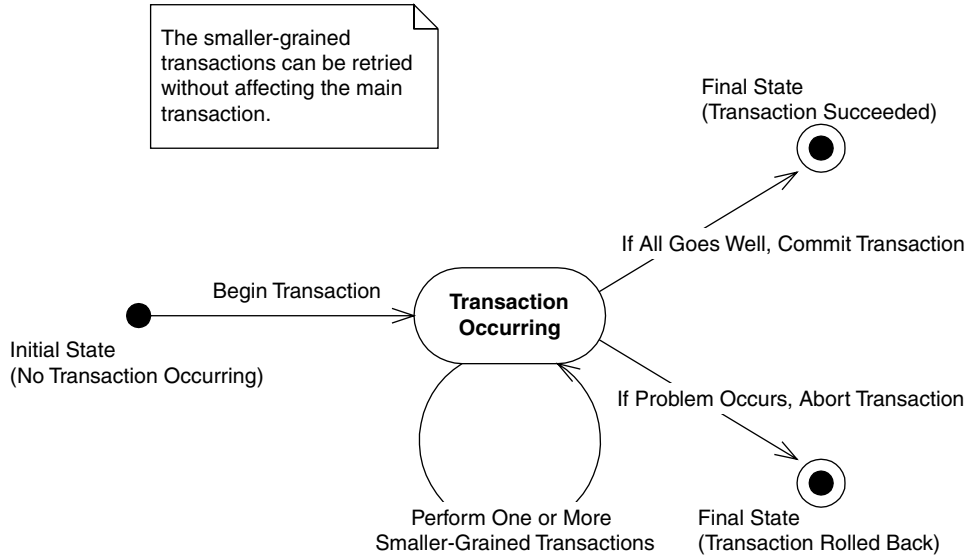 The smaller-grained
transactions can be retried
without affecting the main
transaction.
Final State
(Transaction Succeeded)
If All Goes Well, Commit Transaction
Begin Transaction
Transaction
Occurring
Initial State
(No Transaction Occurring)
If Problem Occurs, Abort Transaction
Perform One or More
Smaller-Grained Transactions
Final State
(Transaction Rolled Back)